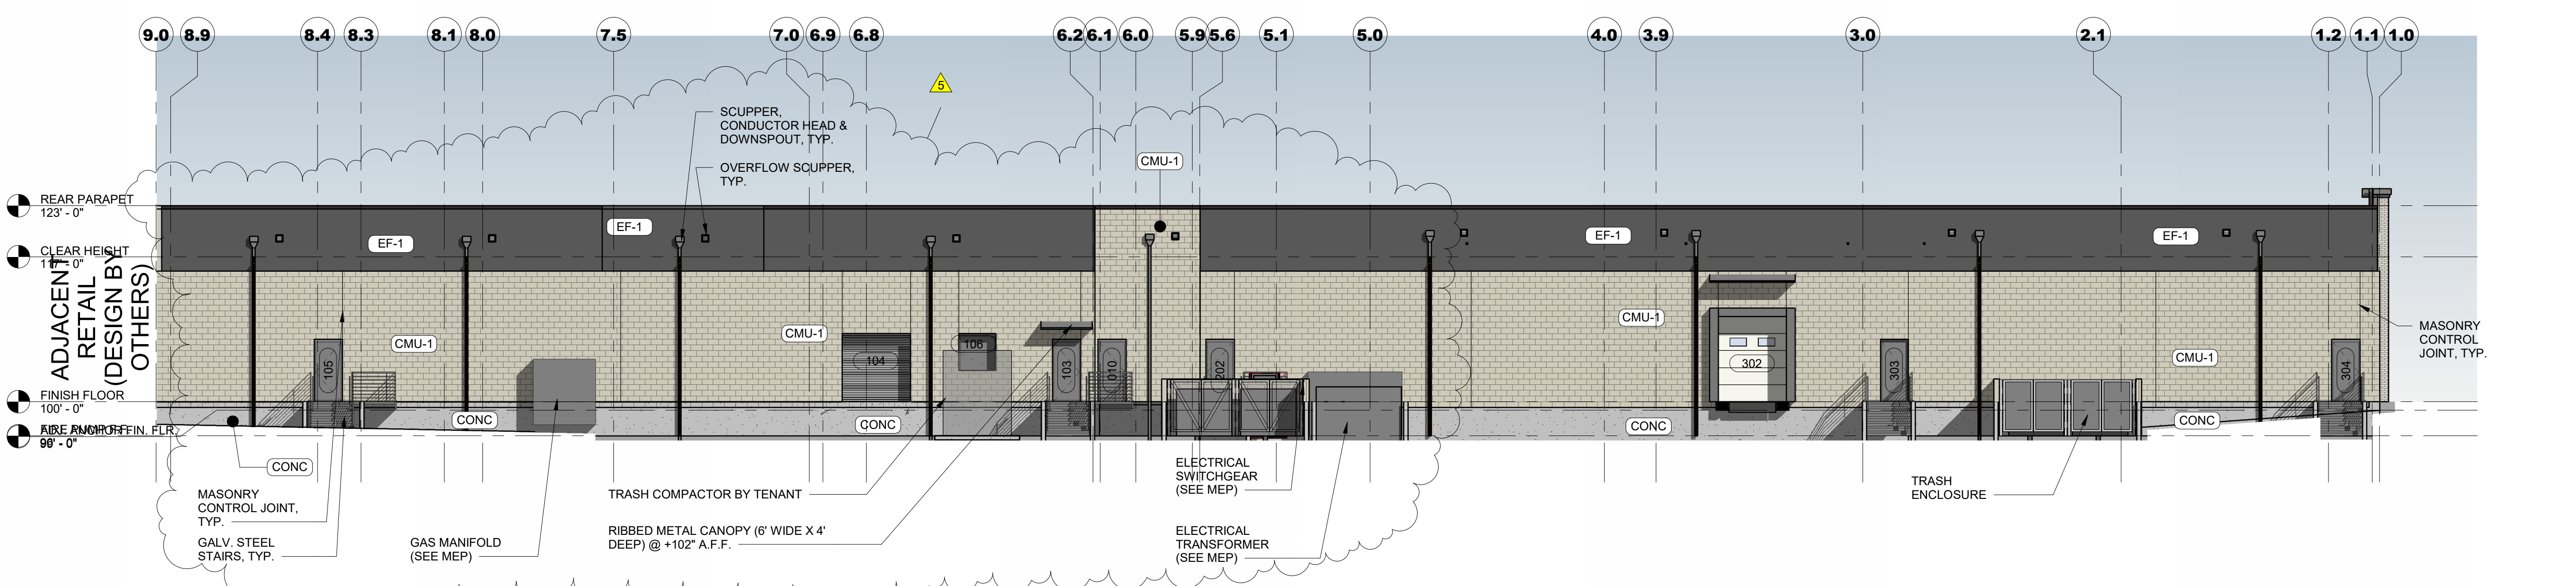 9.0 8.9 8.4 8.3 8.1 8.0 7.5 7.0 6.9 6.8 6.2 6.1 6.0 5.9 5.6 5.1 5.0 4.0 3.9 3.0 2.1 1.2 1.1 1.0
5
SCUPPER,
CONDUCTOR HEAD &
DOWNSPOUT, TYP.
OVERFLOW SCUPPER,
TYP.
CMU-1
REAR PARAPET
123' - 0"
EF-1
EF-1
EF-1
EF-1
CLEAR HEIGHT
117' - 0"
ADJACENT
RETAIL
(DESIGN BY
OTHERS)
CMU-1
CMU-1
CMU-1
CMU-1
MASONRY
CONTROL
JOINT, TYP.
105
104
106
103
010
202
302
303
304
FINISH FLOOR
100' - 0"
CONC
CONC
CONC
CONC
CONC
MASONRY
CONTROL JOINT,
TYP.
GALV. STEEL
STAIRS, TYP.
GAS MANIFOLD
(SEE MEP)
TRASH COMPACTOR BY TENANT
RIBBED METAL CANOPY (6' WIDE X 4'
DEEP) @ +102" A.F.F.
ELECTRICAL
SWITCHGEAR
(SEE MEP)
ELECTRICAL
TRANSFORMER
(SEE MEP)
TRASH
ENCLOSURE